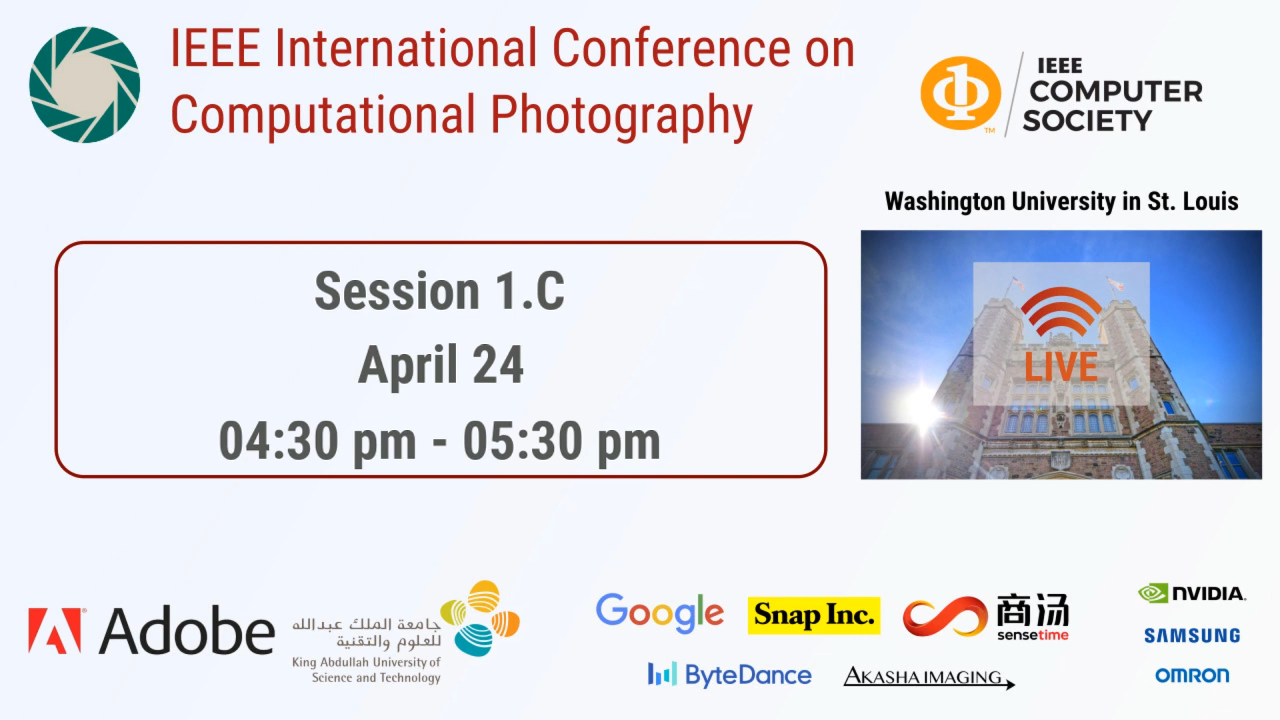 IEEE International Conference on
Computational Photography
IEEE
COMPUTER
SOCIETY
TM
Washington University in St. Louis
LIVE
Session 1.C
April 24
04:30 pm - 05:30 pm
Adobe
جامعة الملك عبدالله
للعلوم والتقنية
King Abdullah University of
Science and Technology
Google
Snap Inc.
商汤
sensetime
ByteDance
AKASHA IMAGING
NVIDIA.
SAMSUNG
OMRON